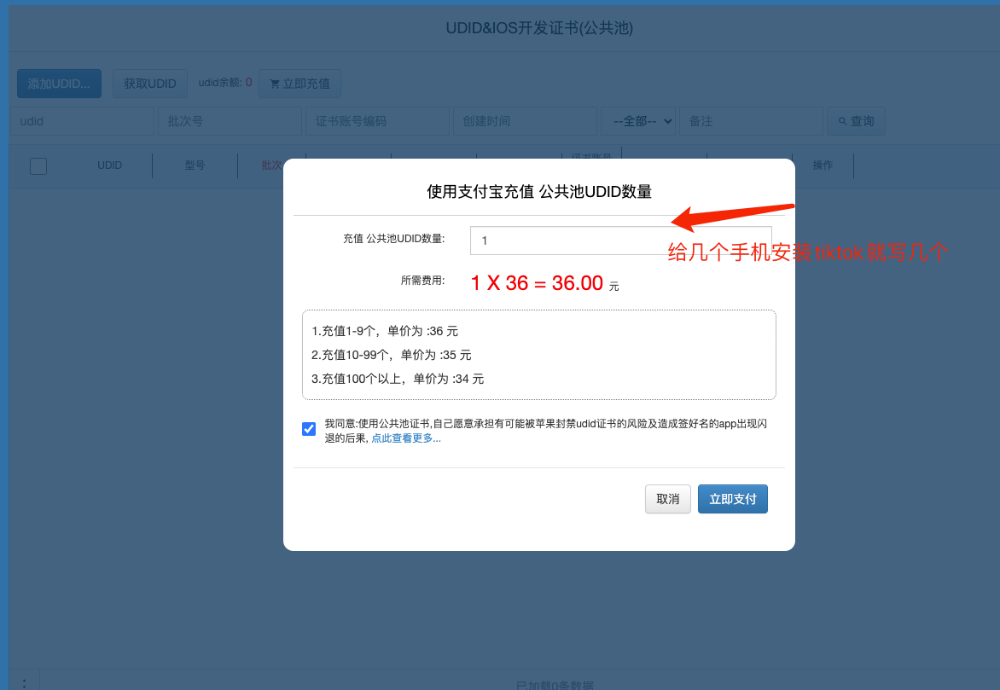 UDID&IOS开发证书(公共池)
添加UDID...
获取UDID
udid余额: 0
立即充值
udid
批次号
证书账号编码
创建时间
--全部--
备注
查询
UDID
型号
批次
证书账号
操作
使用支付宝充值 公共池UDID数量
充值 公共池UDID数量:
1
给几个手机安装tiktok就写几个
所需费用:
1 X 36 = 36.00 元
1.充值1-9个，单价为 :36 元
2.充值10-99个，单价为 :35 元
3.充值100个以上，单价为 :34 元
我同意:使用公共池证书,自己愿意承担有可能被苹果封禁udid证书的风险及造成签好名的app出现闪
退的后果, 点此查看更多...
取消
立即支付
已加载0条数据